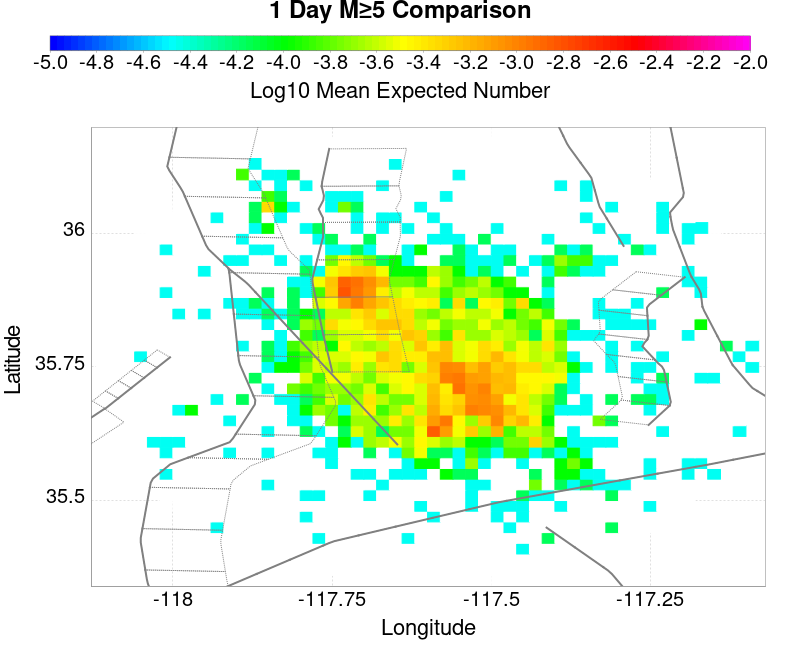 1 Day M≥5 Comparison
-5.0 -4.8 -4.6 -4.4 -4.2 -4.0 -3.8 -3.6 -3.4 -3.2 -3.0 -2.8 -2.6 -2.4 -2.2 -2.0
Log10 Mean Expected Number
36
35.75
35.5
Latitude
-118 -117.75 -117.5 -117.25
Longitude